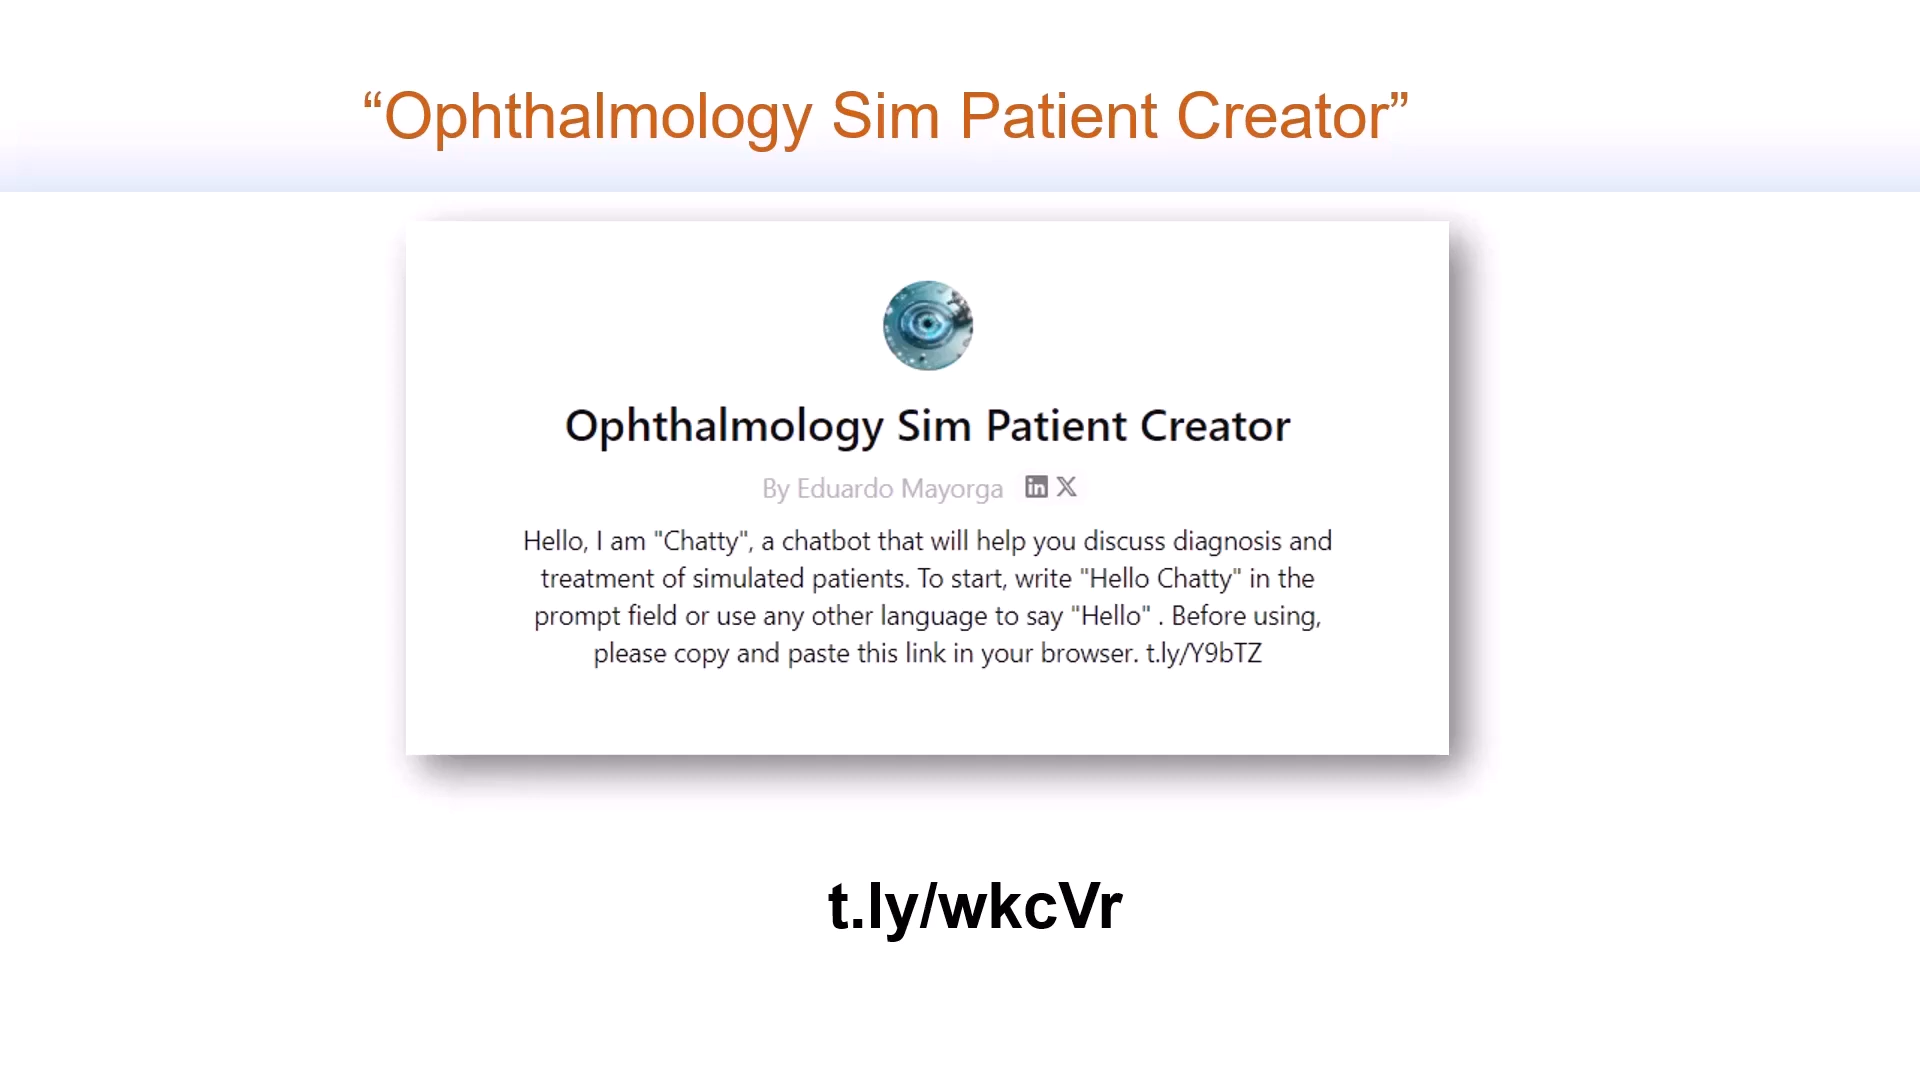 “Ophthalmology Sim Patient Creator”
Ophthalmology Sim Patient Creator
By Eduardo Mayorga in X
Hello, I am "Chatty", a chatbot that will help you discuss diagnosis and
treatment of simulated patients. To start, write "Hello Chatty" in the
prompt field or use any other language to say "Hello" . Before using,
please copy and paste this link in your browser. t.ly/Y9bTZ
t.ly/wkcVr